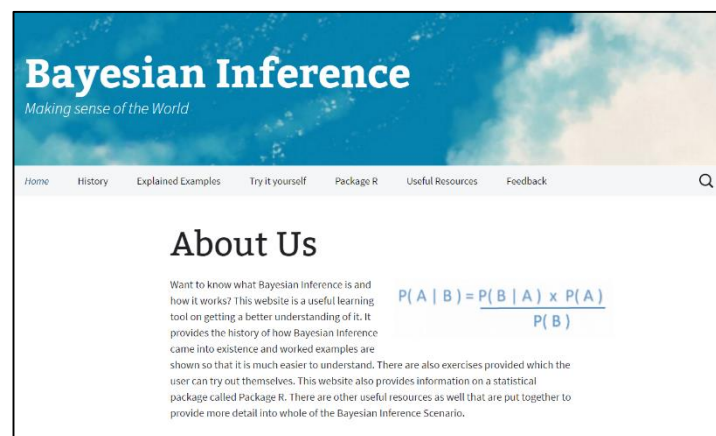 Bayesian Inference
Making sense of the World
Home History Explained Examples Try it yourself Package R Useful Resources Feedback
About Us
Want to know what Bayesian Inference is and
how it works? This website is a useful learning
tool on getting a better understanding of it. It
provides the history of how Bayesian Inference
came into existence and worked examples are
shown so that it is much easier to understand. There are also exercises provided which the
user can try out themselves. This website also provides information on a statistical
package called Package R. There are other useful resources as well that are put together to
provide more detail into whole of the Bayesian Inference Scenario.
P( A | B ) = P( B | A ) x P( A )
P( B )